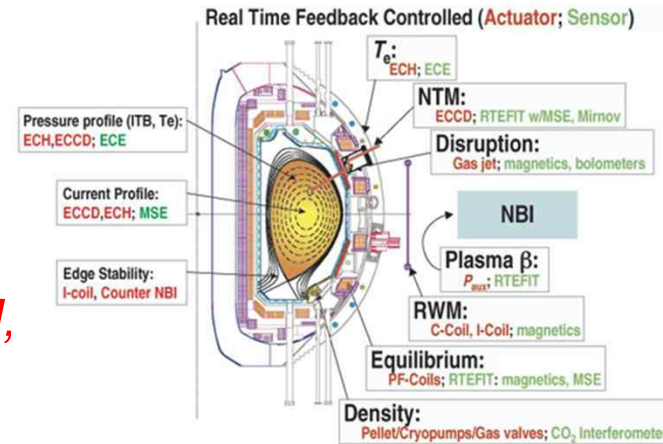 Real Time Feedback Controlled (Actuator; Sensor)
Te:
ECH; ECE
NTM:
ECCD; RTEFIT w/MSE, Mirnov
Disruption:
Gas jet; magnetics, bolometers
Pressure profile (ITB, Te):
ECH,ECCD; ECE
Current Profile:
ECCD,ECH; MSE
NBI
Plasma β:
Paux; RTEFIT
Edge Stability:
I-coil, Counter NBI
RWM:
C-Coil, I-Coil; magnetics
Equilibrium:
PF-Coils; RTEFIT: magnetics, MSE
Density:
Pellet/Cryopumps/Gas valves; CO2 Interferomete